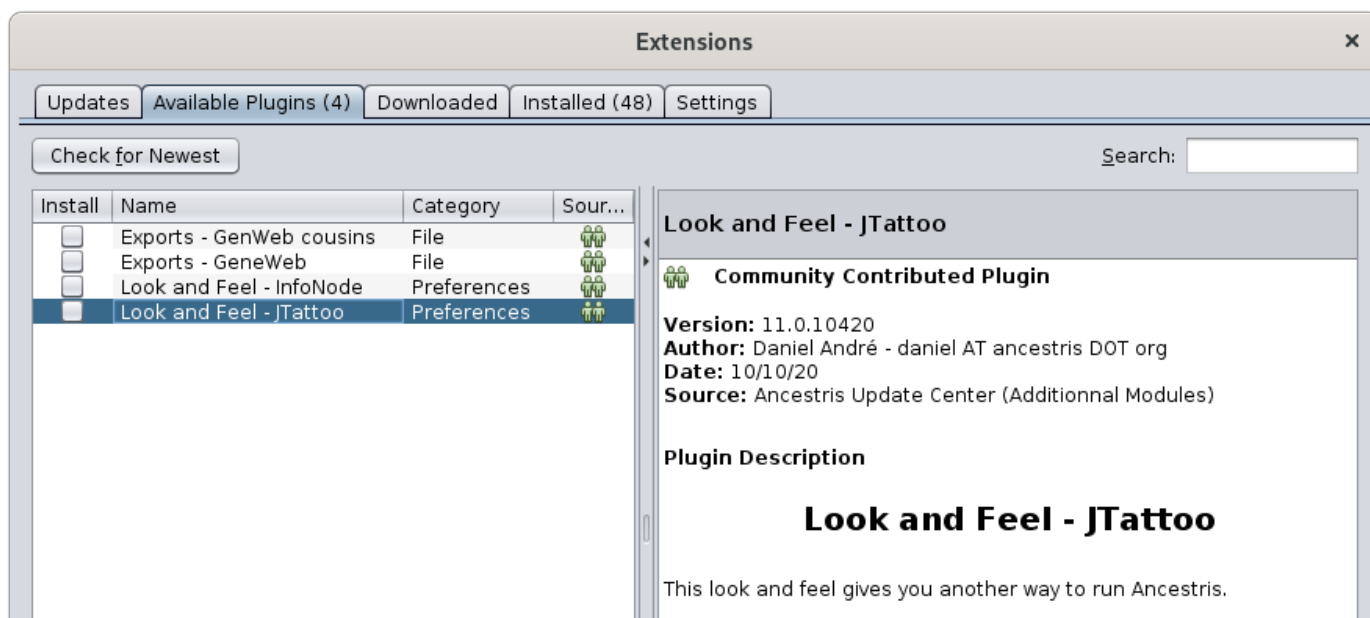 Extensions
Updates Available Plugins (4) Downloaded Installed (48) Settings
Check for Newest Search:
Install Name Category Sour...
Exports - GenWeb cousins File
Exports - GeneWeb File
Look and Feel - InfoNode Preferences
Look and Feel - JTattoo Preferences
Look and Feel - JTattoo
Community Contributed Plugin
Version: 11.0.10420
Author: Daniel André - daniel AT ancestris DOT org
Date: 10/10/20
Source: Ancestris Update Center (Additionnal Modules)
Plugin Description
Look and Feel - JTattoo
This look and feel gives you another way to run Ancestris.